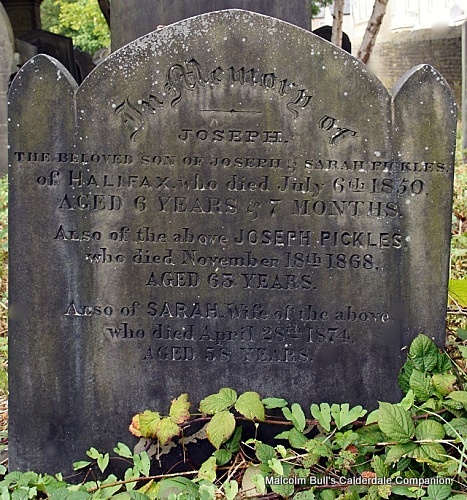 In Memory of
JOSEPH.
THE BELOVED SON OF JOSEPH & SARAH PICKLES.
of HALIFAX. who died July 6th 1850.
AGED 6 YEARS & 7 MONTHS.
Also of the above JOSEPH PICKLES
who died November 18th 1868.
AGED 63 YEARS.
Also of SARAH. Wife of the above
who died April 28th 1874.
AGED 58 YEARS.
Malcolm Bull's Calderdale Companion